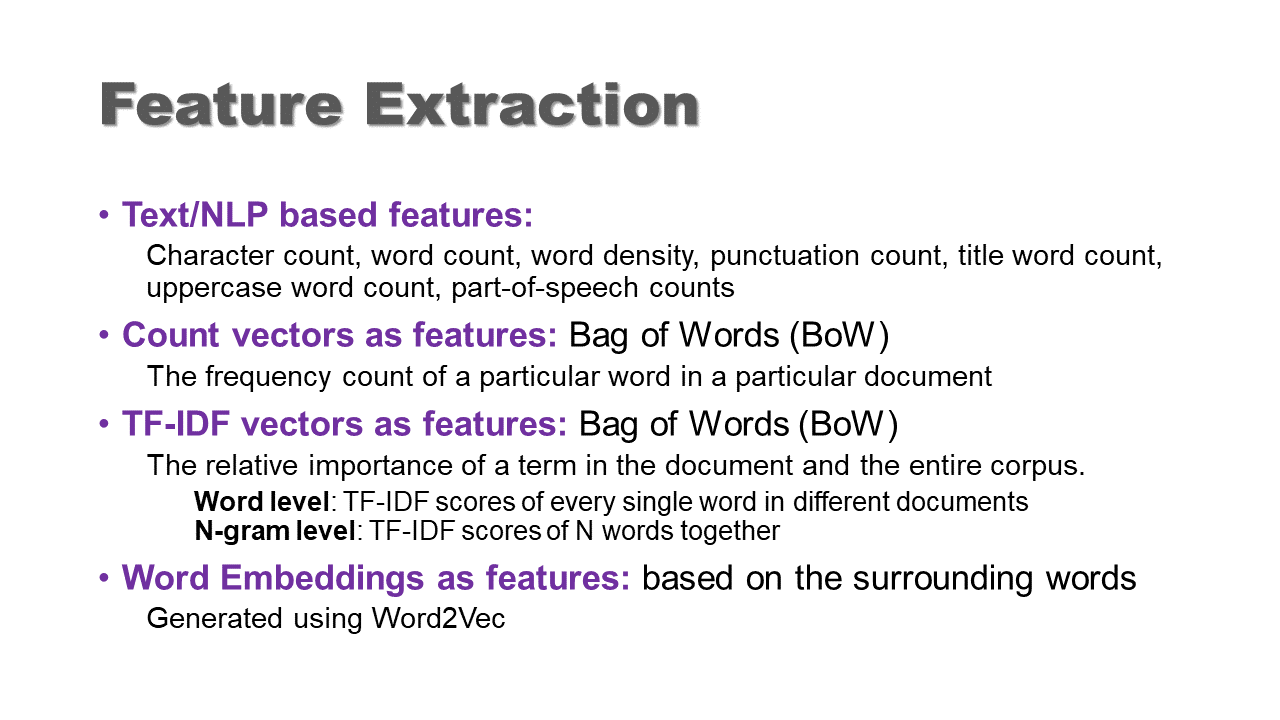 Feature Extraction
• Text/NLP based features:
Character count, word count, word density, punctuation count, title word count,
uppercase word count, part-of-speech counts
• Count vectors as features: Bag of Words (BoW)
The frequency count of a particular word in a particular document
• TF-IDF vectors as features: Bag of Words (BoW)
The relative importance of a term in the document and the entire corpus.
Word level: TF-IDF scores of every single word in different documents
N-gram level: TF-IDF scores of N words together
• Word Embeddings as features: based on the surrounding words
Generated using Word2Vec